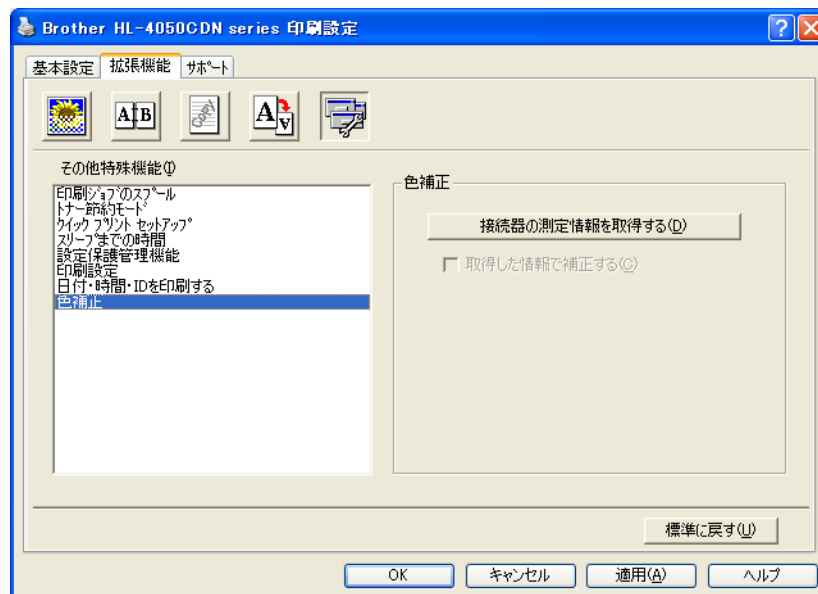 Brother HL-4050CDN series 印刷設定
基本設定 拡張機能 ｻﾎﾟｰﾄ
A B
copy
A A
その他特殊機能(I)
印刷ｼﾞｮﾌﾞのｽﾌﾟｰﾙ
ﾄﾅｰ節約ﾓｰﾄﾞ
ｸｲｯｸ ﾌﾟﾘﾝﾄ ｾｯﾄｱｯﾌﾟ
ｽﾘｰﾌﾟまでの時間
設定保護管理機能
印刷設定
日付・時間・IDを印刷する
色補正
色補正
接続器の測定情報を取得する(D)
取得した情報で補正する(C)
標準に戻す(U)
OK キャンセル 適用(A) ヘルプ